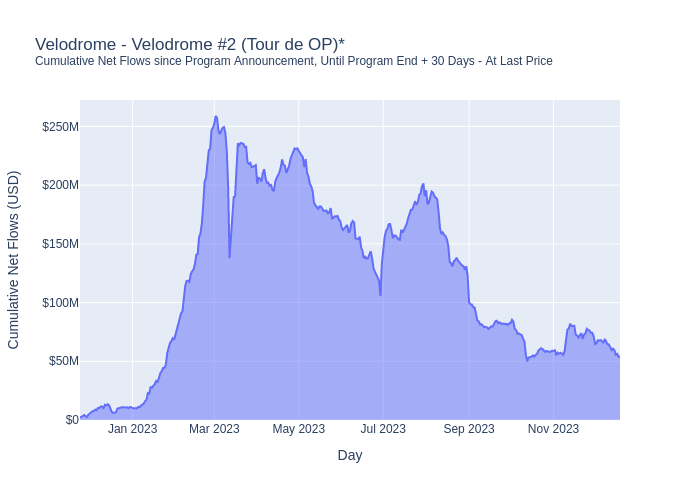 Velodrome - Velodrome #2 (Tour de OP)*
Cumulative Net Flows since Program Announcement, Until Program End + 30 Days - At Last Price
Cumulative Net Flows (USD)
$250M
$200M
$150M
$100M
$50M
$0
Jan 2023 Mar 2023 May 2023 Jul 2023 Sep 2023 Nov 2023
Day